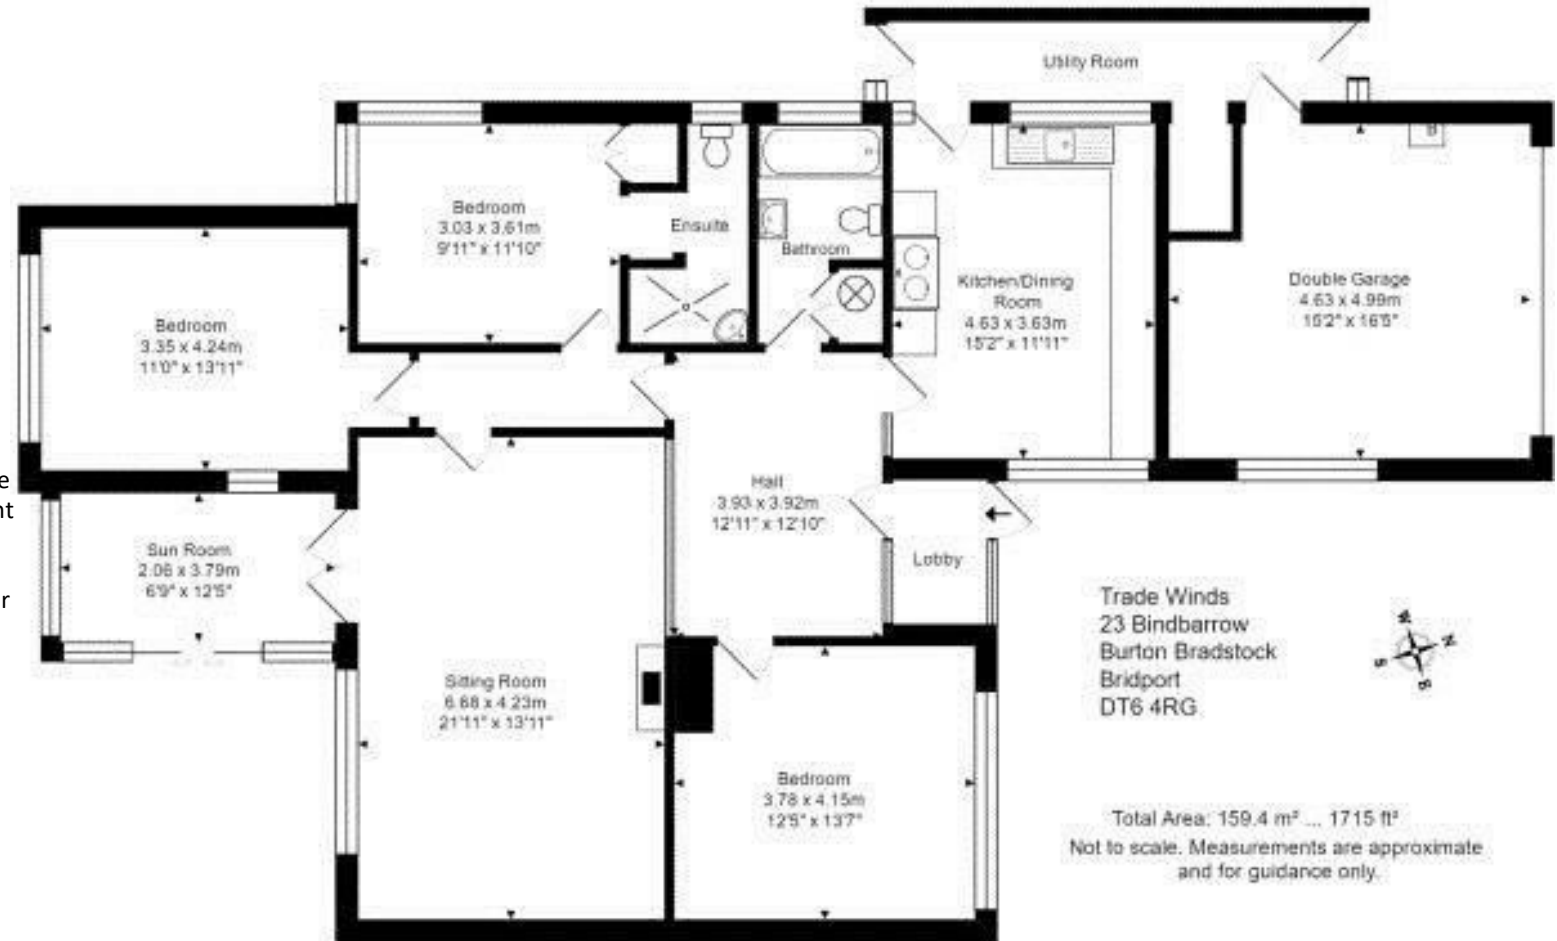 Utility Room
Bedroom
3.03 x 3.61m
9'11" x 11'10"
Ensuite
Bathroom
Kitchen/Dining
Room
4.63 x 3.63m
15'2" x 11'11"
Double Garage
4.63 x 4.99m
15'2" x 16'5"
Bedroom
3.35 x 4.24m
11'0" x 13'11"
Hall
3.93 x 3.92m
12'11" x 12'10"
Lobby
Sun Room
2.06 x 3.79m
6'9" x 12'5"
Sitting Room
6.68 x 4.23m
21'11" x 13'11"
Bedroom
3.78 x 4.15m
12'5" x 13'7"
Trade Winds
23 Bindbarrow
Burton Bradstock
Bridport
DT6 4RG
Total Area: 159.4 m² ... 1715 ft²
Not to scale. Measurements are approximate
and for guidance only.